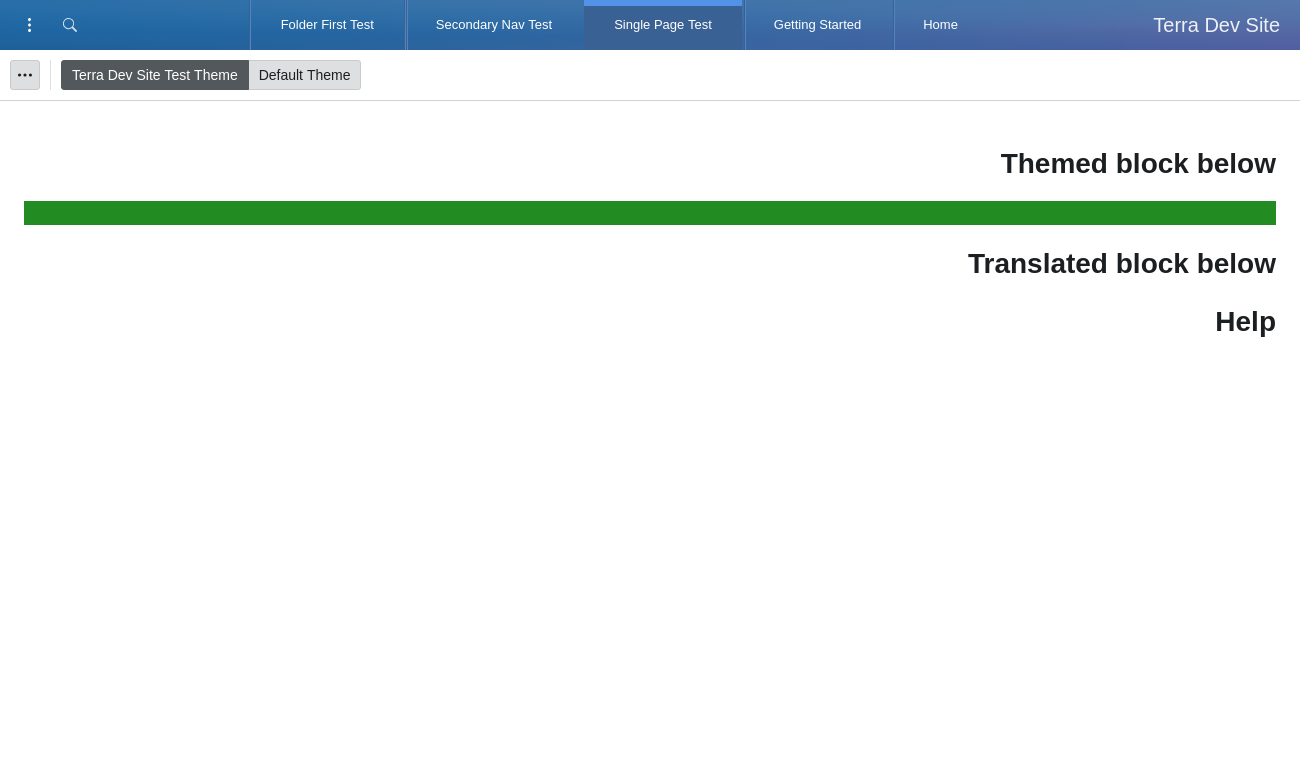 Folder First Test Secondary Nav Test Single Page Test Getting Started Home Terra Dev Site
Terra Dev Site Test Theme Default Theme
Themed block below
Translated block below
Help